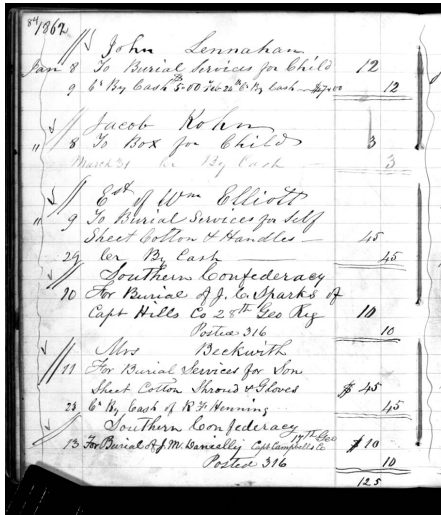 84
1862
John Lennahan
Jan 8 To Burial Services for Child 12
9 Cr By Cash 5.00 Feb 26th Cr By Cash $7.00 12
Jacob Kohn
" 8 To Box for Child 3
March 31 Cr By Cash 3
Est of Wm Elliott
" 9 To Burial Services for Self
Sheet Cotton & Handles 45
29 Cr By Cash 45
Southern Confederacy
10 For Burial of J. C. Sparks of
Capt Hills Co 28th Geo Rig 10
Posted 316 10
Mrs Beckwith
11 For Burial Services for Son
Sheet Cotton Shroud & Gloves $ 45
23 Cr By Cash of R F Henning 45
Southern Confederacy
13 For Burial of J. M. Danielly Capt Campbells Co 17th Geo $ 10
Posted 316 10
125